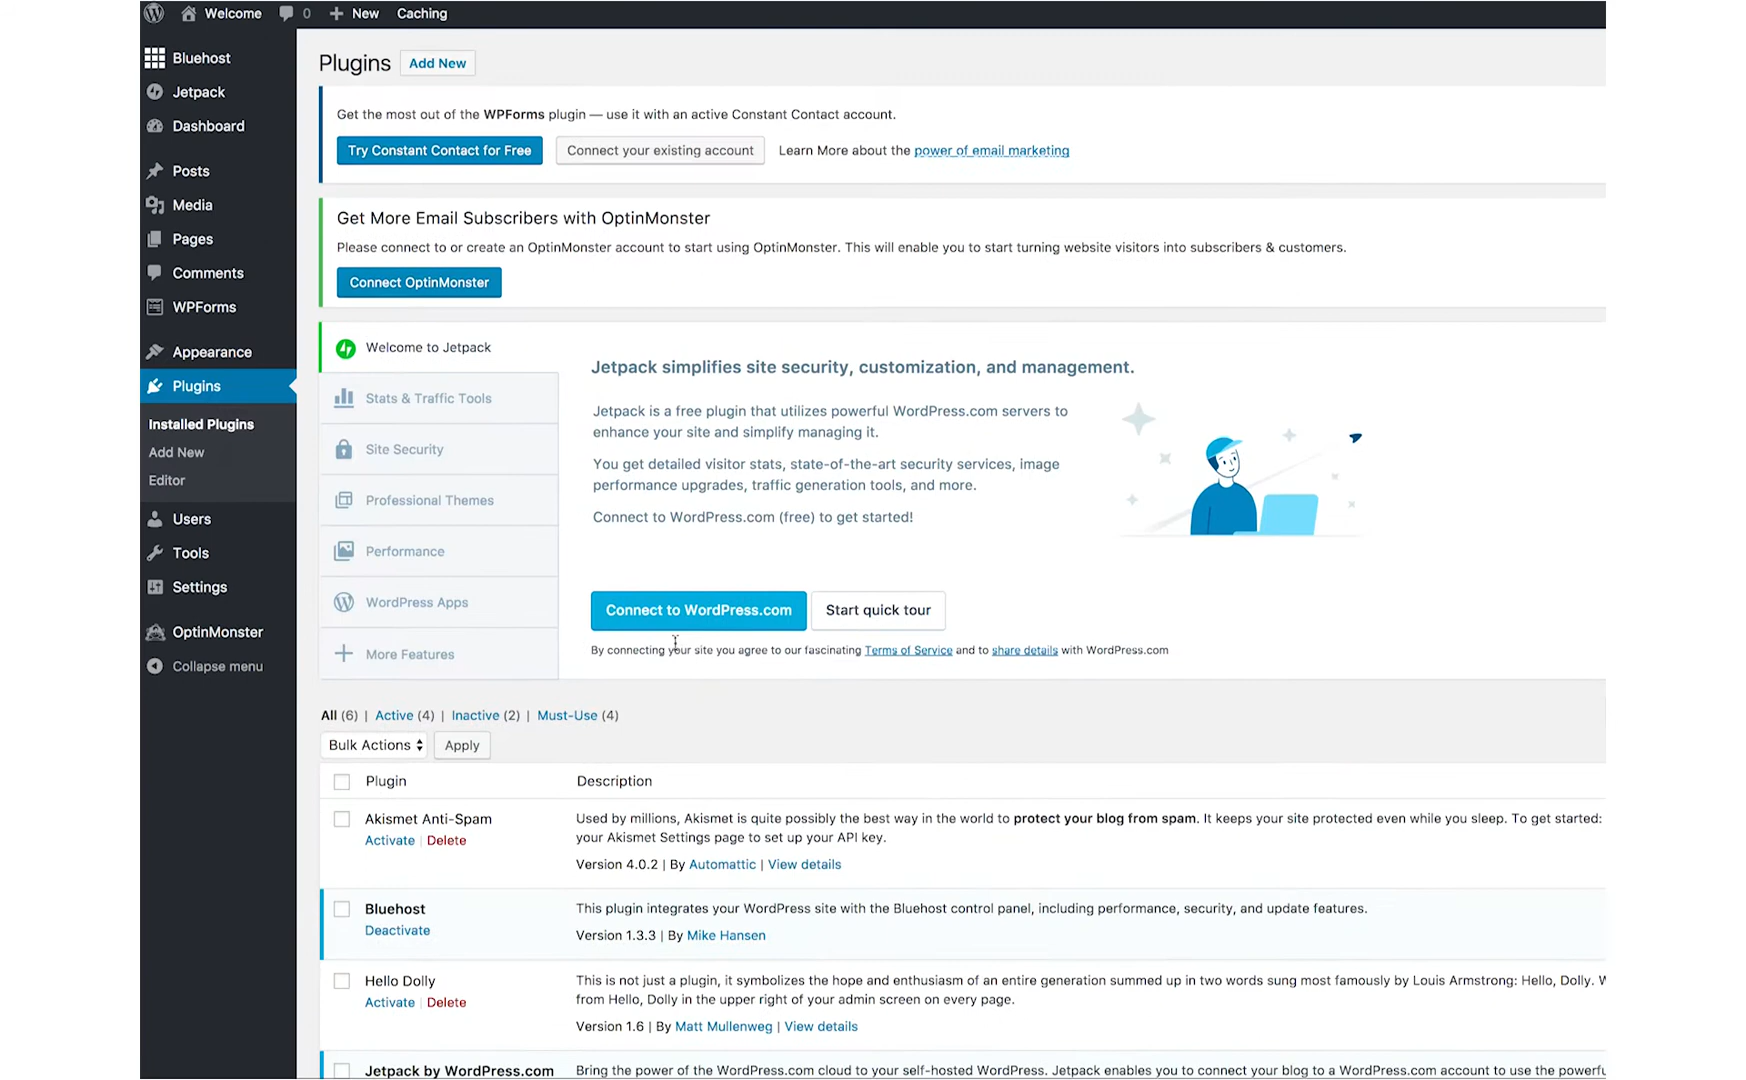 Welcome 0 New Caching
Bluehost
Jetpack
Dashboard
Posts
Media
Pages
Comments
WPForms
Appearance
Plugins
Installed Plugins
Add New
Editor
Users
Tools
Settings
OptinMonster
Collapse menu
Plugins Add New
Get the most out of the WPForms plugin — use it with an active Constant Contact account.
Try Constant Contact for Free Connect your existing account Learn More about the power of email marketing
Get More Email Subscribers with OptinMonster
Please connect to or create an OptinMonster account to start using OptinMonster. This will enable you to start turning website visitors into subscribers & customers.
Connect OptinMonster
Welcome to Jetpack
Stats & Traffic Tools
Site Security
Professional Themes
Performance
WordPress Apps
More Features
Jetpack simplifies site security, customization, and management.
Jetpack is a free plugin that utilizes powerful WordPress.com servers to
enhance your site and simplify managing it.
You get detailed visitor stats, state-of-the-art security services, image
performance upgrades, traffic generation tools, and more.
Connect to WordPress.com (free) to get started!
Connect to WordPress.com Start quick tour
By connecting your site you agree to our fascinating Terms of Service and to share details with WordPress.com
All (6) | Active (4) | Inactive (2) | Must-Use (4)
Bulk Actions Apply
Plugin Description
Akismet Anti-Spam
Activate | Delete
Used by millions, Akismet is quite possibly the best way in the world to protect your blog from spam. It keeps your site protected even while you sleep. To get started:
your Akismet Settings page to set up your API key.
Version 4.0.2 | By Automattic | View details
Bluehost
Deactivate
This plugin integrates your WordPress site with the Bluehost control panel, including performance, security, and update features.
Version 1.3.3 | By Mike Hansen
Hello Dolly
Activate | Delete
This is not just a plugin, it symbolizes the hope and enthusiasm of an entire generation summed up in two words sung most famously by Louis Armstrong: Hello, Dolly.
from Hello, Dolly in the upper right of your admin screen on every page.
Version 1.6 | By Matt Mullenweg | View details
Jetpack by WordPress.com
Bring the power of the WordPress.com cloud to your self-hosted WordPress. Jetpack enables you to connect your blog to a WordPress.com account to use the